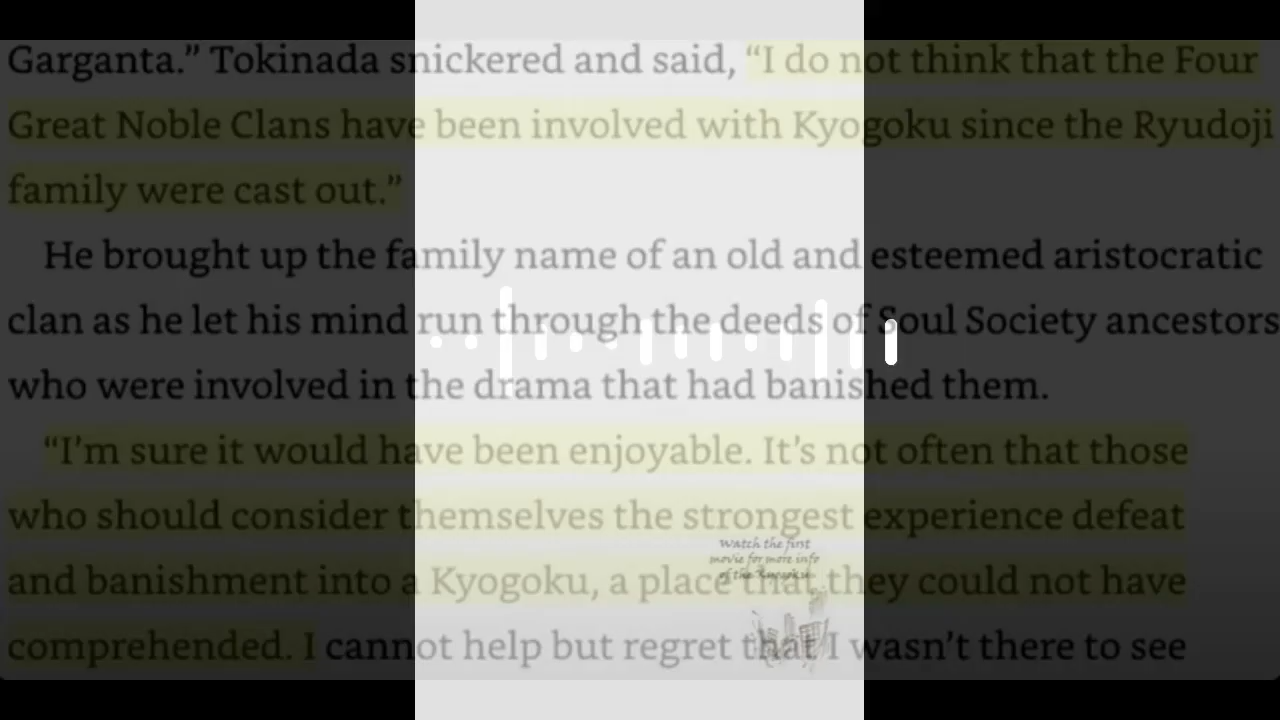 Garganta.” Tokinada snickered and said, “I do not think that the Four
Great Noble Clans have been involved with Kyogoku since the Ryudoji
family were cast out.”
He brought up the family name of an old and esteemed aristocratic
clan as he let his mind run through the deeds of Soul Society ancestors
who were involved in the drama that had banished them.
“I’m sure it would have been enjoyable. It’s not often that those
who should consider themselves the strongest experience defeat
and banishment into a Kyogoku, a place that they could not have
comprehended. I cannot help but regret that I wasn’t there to see
Watch the first
movie for more info
of the Kyogoku